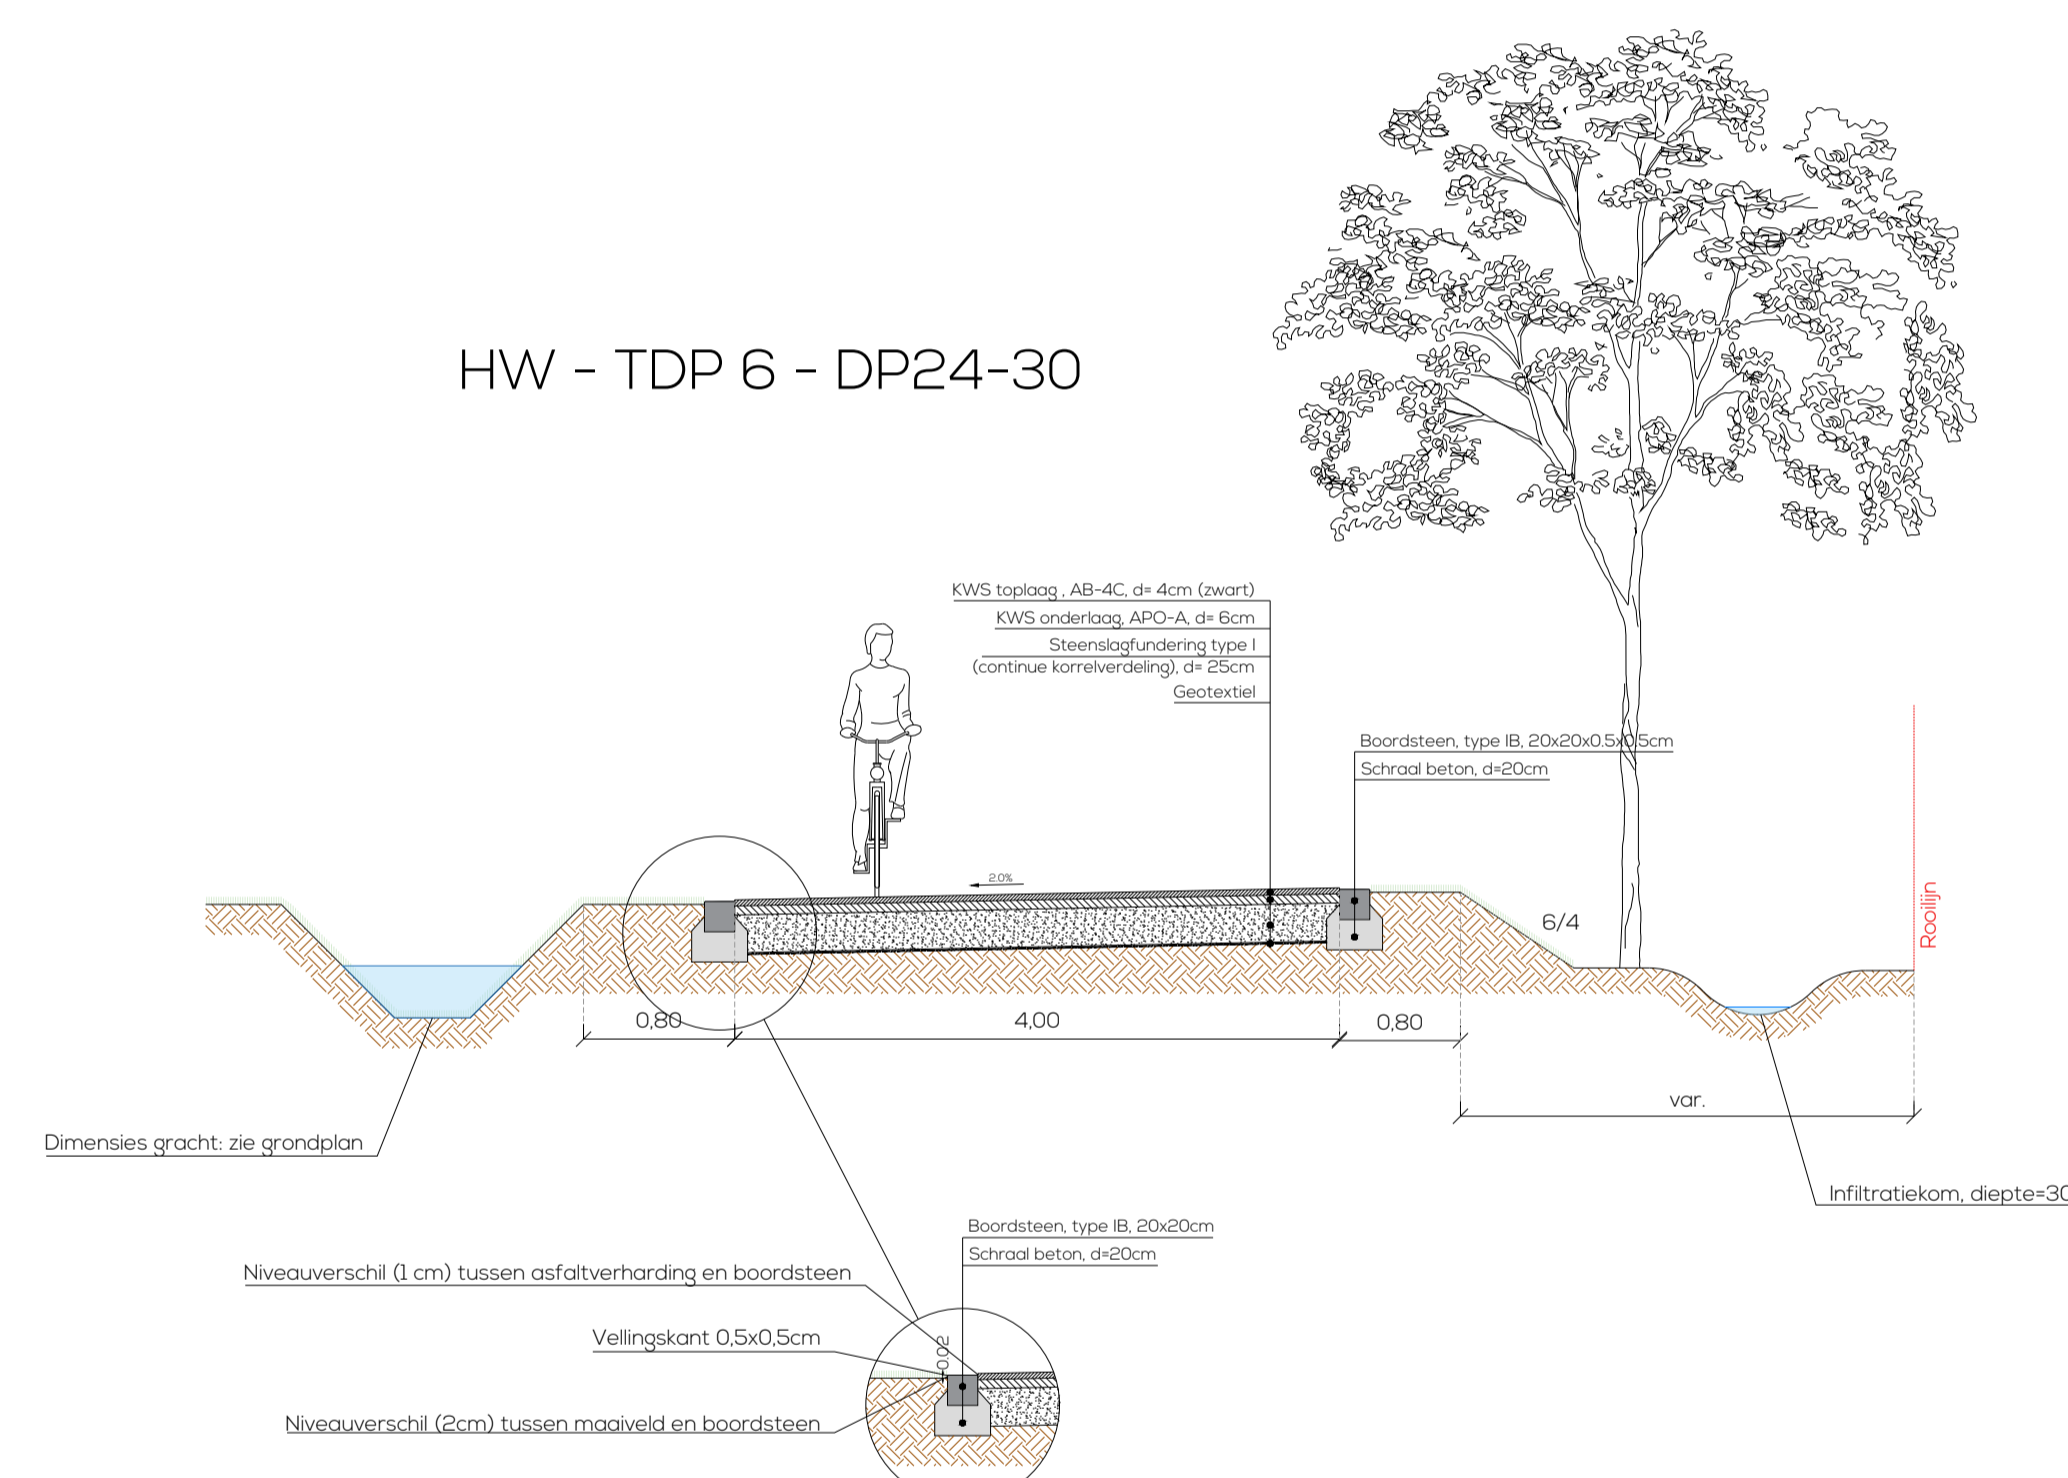 HW - TDP 6 - DP24-30
KWS toplaag , AB-4C, d= 4cm (zwart)
KWS onderlaag, APO-A, d= 6cm
Steenslagfundering type I
(continue korrelverdeling), d= 25cm
Geotextiel
Boordsteen, type IB, 20x20x0.5x0.5cm
Schraal beton, d=20cm
2.0%
6/4
Rooilijn
0,80
4,00
0,80
var.
Dimensies gracht: zie grondplan
Infiltratiekom, diepte=30
Boordsteen, type IB, 20x20cm
Schraal beton, d=20cm
Niveauverschil (1 cm) tussen asfaltverharding en boordsteen
Vellingskant 0,5x0,5cm
0.02
Niveauverschil (2cm) tussen maaiveld en boordsteen